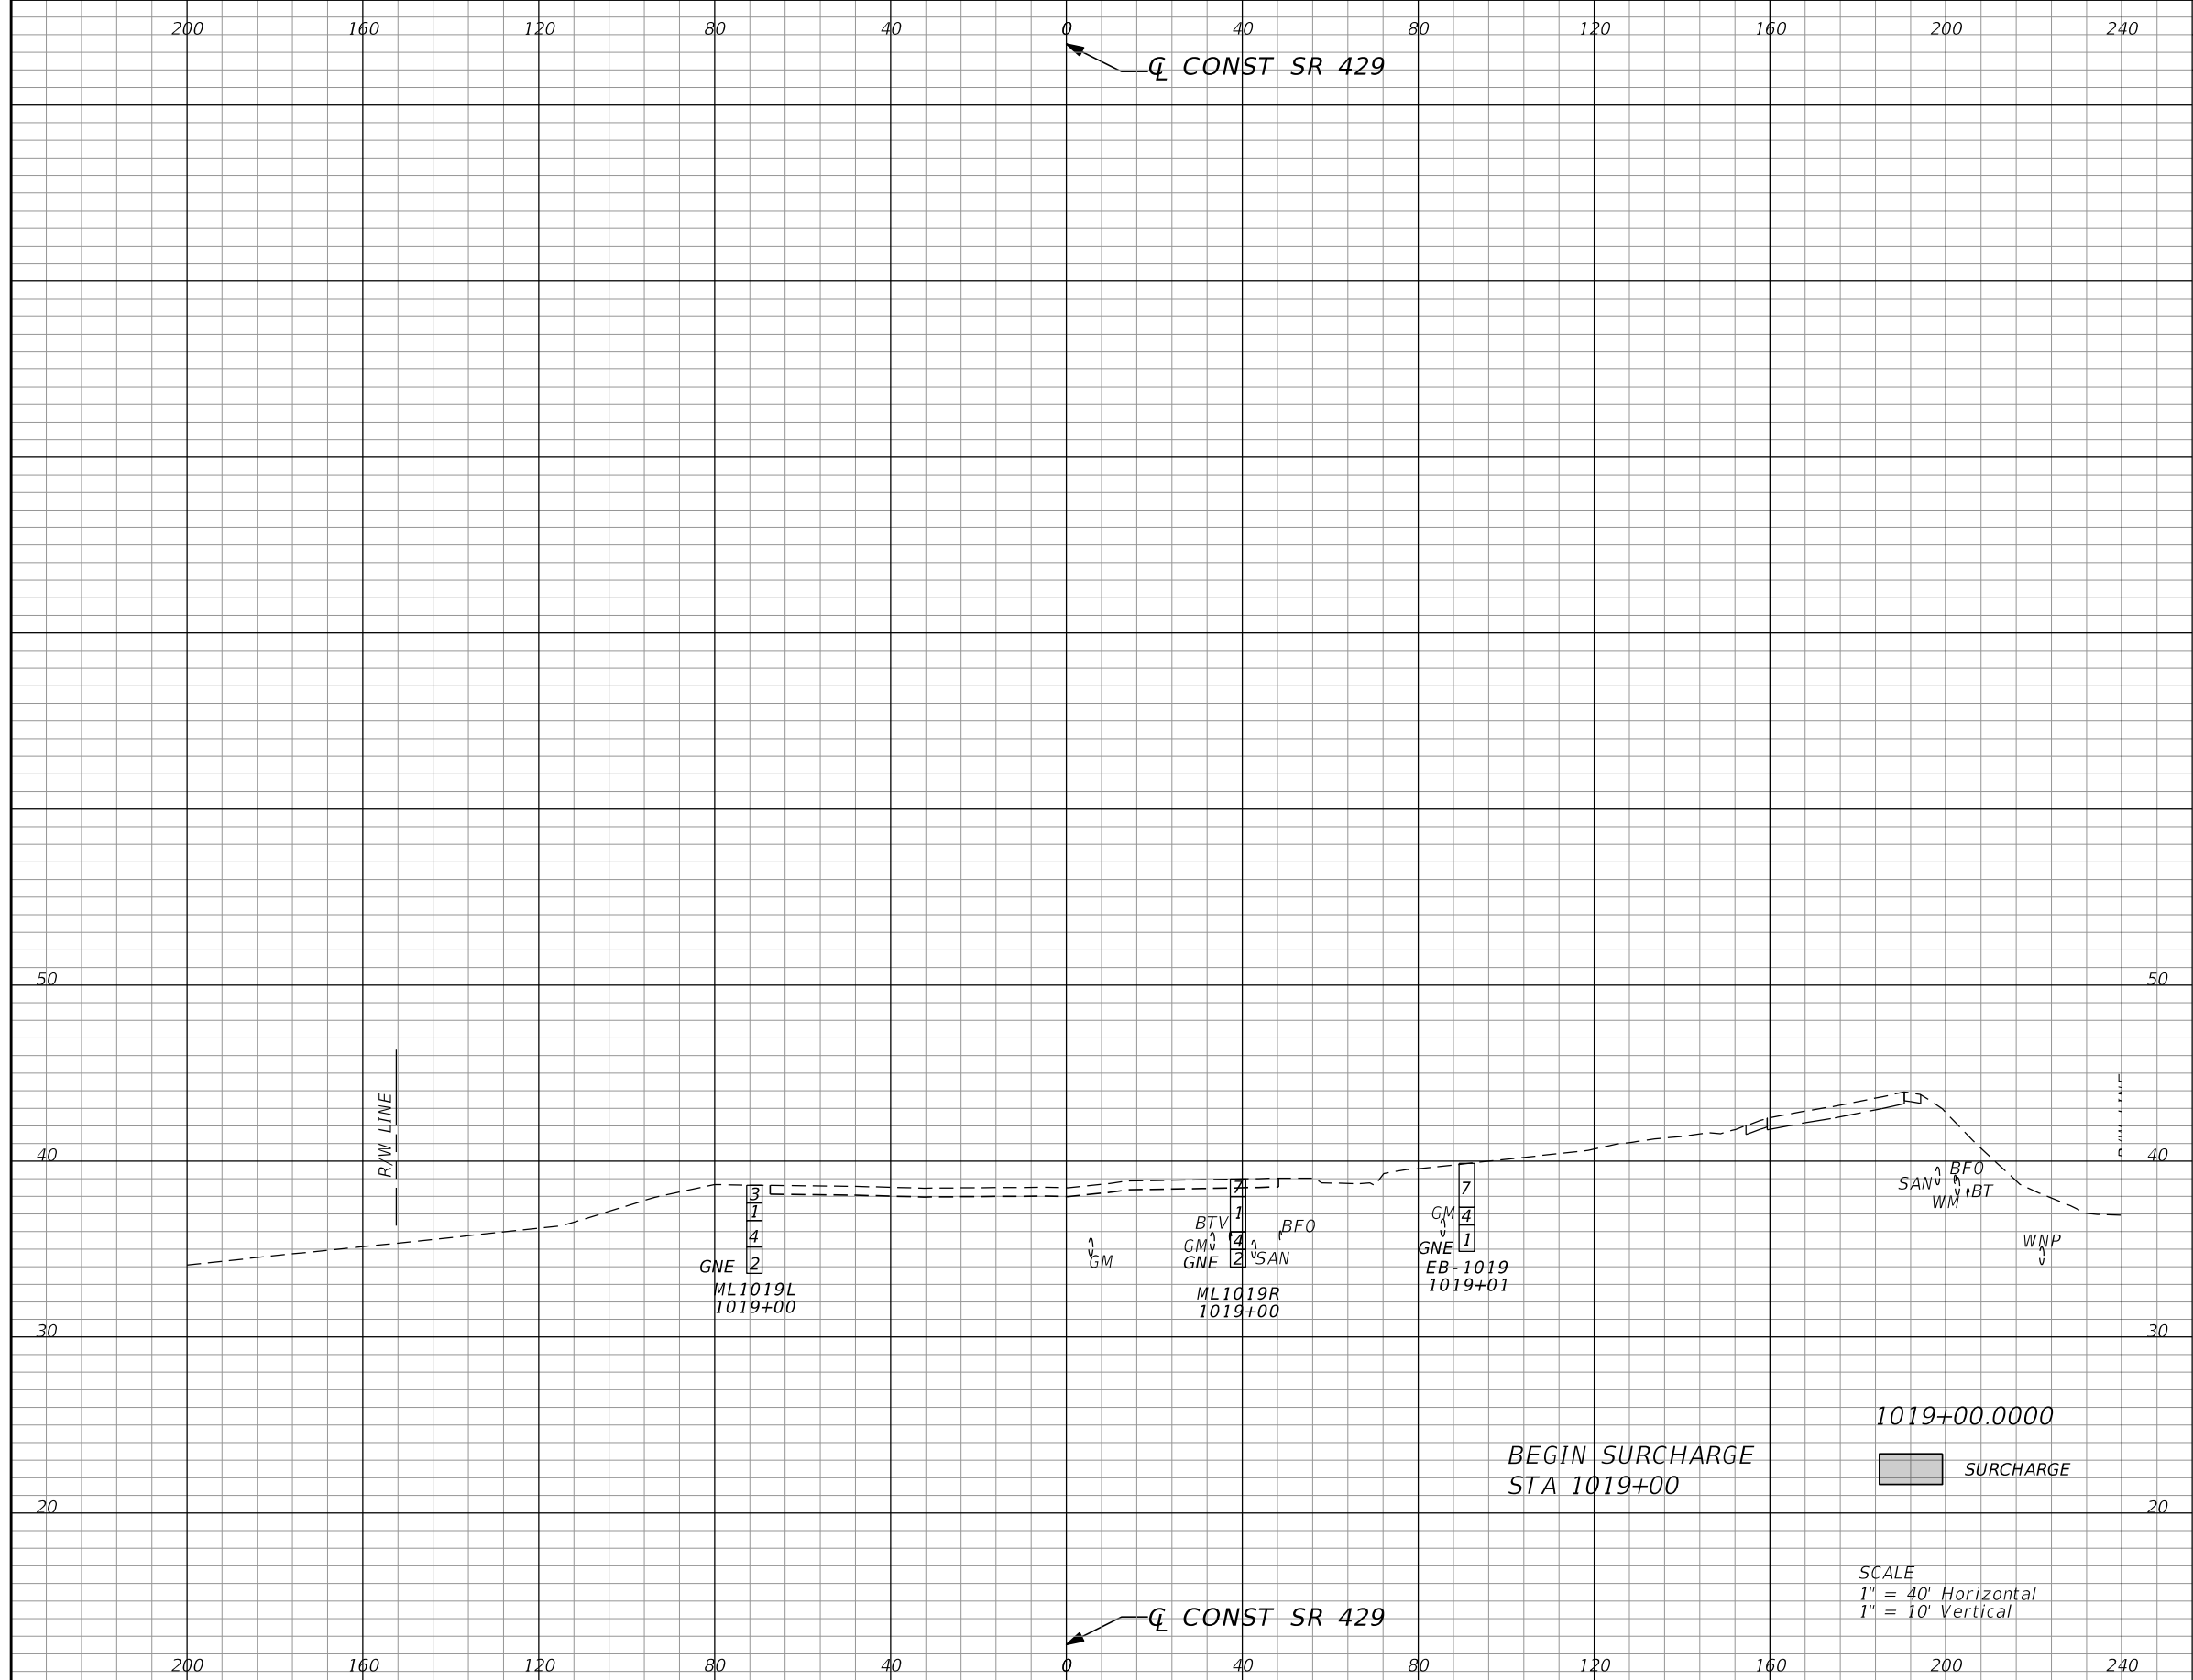 200 160 120 80 40 0 40 80 120 160 200 240
℄ CONST SR 429
50 50
R/W LINE
40 40
3
1
4
2
GNE
ML1019L
1019+00
GM
BTV
GM
GNE
7
1
4
2
BFO
SAN
ML1019R
1019+00
GM
GNE
7
4
1
EB-1019
1019+01
BFO
SAN
WM
BT
WNP
30 30
1019+00.0000
BEGIN SURCHARGE
STA 1019+00
SURCHARGE
20 20
SCALE
1" = 40' Horizontal
1" = 10' Vertical
℄ CONST SR 429
200 160 120 80 40 0 40 80 120 160 200 240